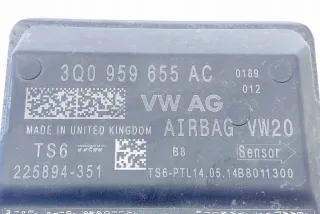 3Q0 959 655 AC
0189
012
VW AG
MADE IN UNITED KINGDOM
AIRBAG VW20
TS6
B8
Sensor
225894-351
TS6-PTL14.05.14B8011300